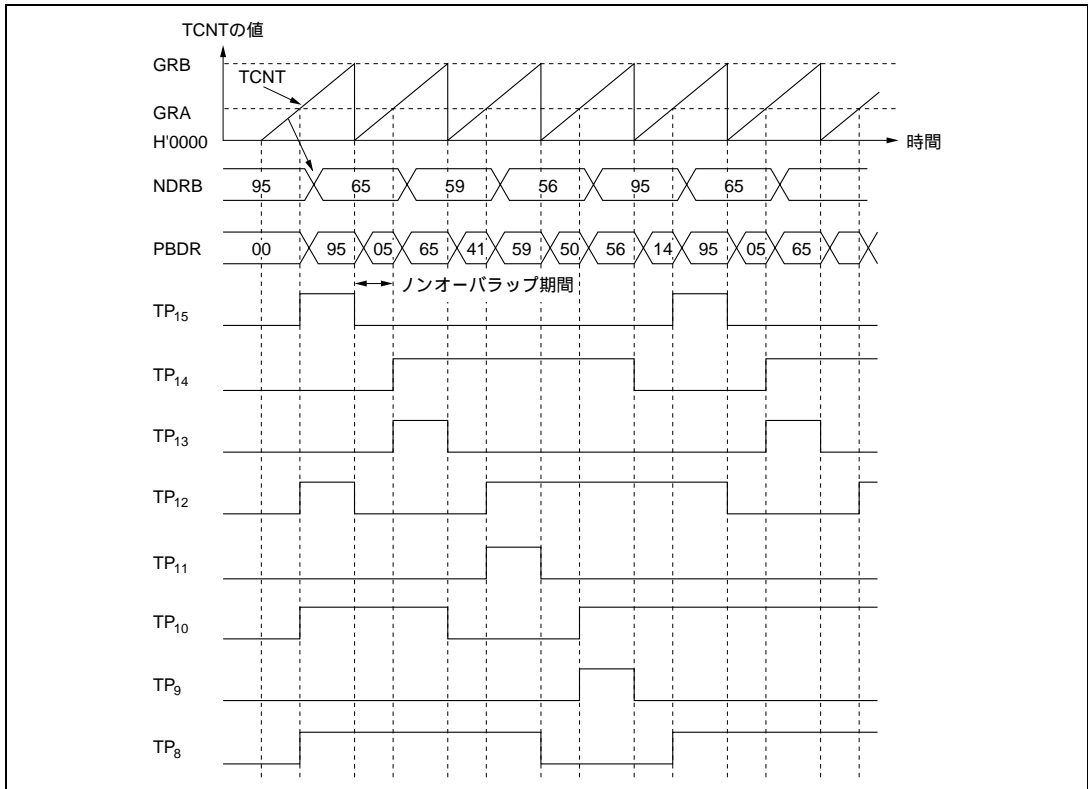 TCNTの値
GRB
TCNT
GRA
H'0000
時間
NDRB 95 65 59 56 95 65
PBDR 00 95 05 65 41 59 50 56 14 95 05 65
ノンオーバラップ期間
TP15
TP14
TP13
TP12
TP11
TP10
TP9
TP8